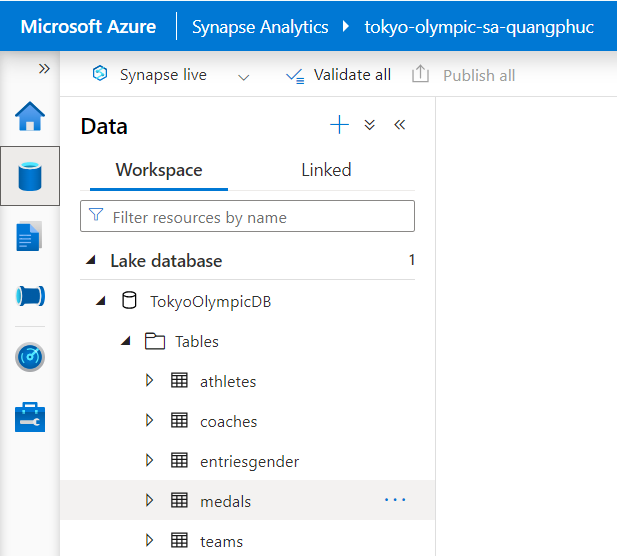 Microsoft Azure Synapse Analytics tokyo-olympic-sa-quangphuc
Synapse live Validate all Publish all
Data
Workspace Linked
Filter resources by name
Lake database 1
TokyoOlympicDB
Tables
athletes
coaches
entriesgender
medals
teams